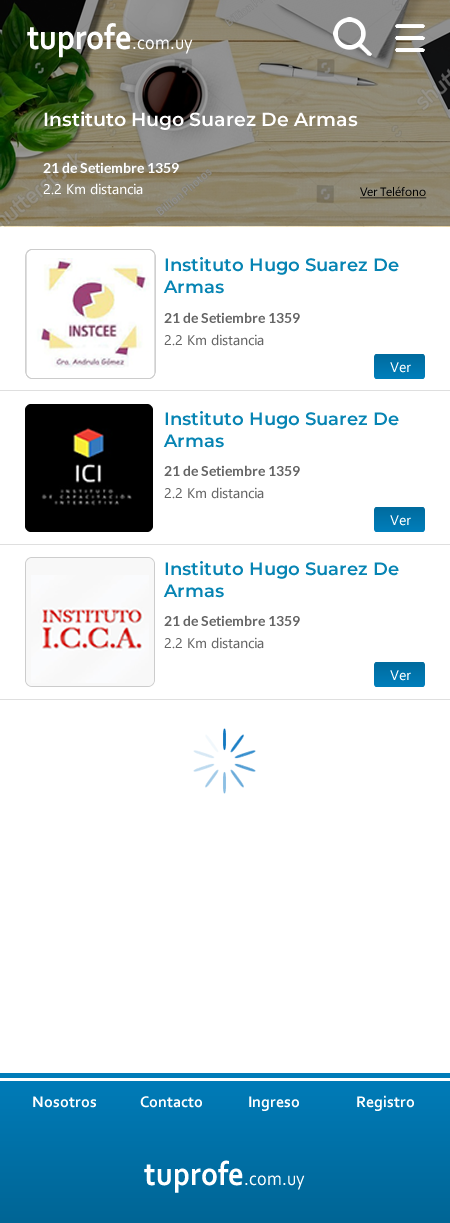 tuprofe.com.uy
Instituto Hugo Suarez De Armas
21 de Setiembre 1359
2.2 Km distancia
Ver Teléfono
Instituto Hugo Suarez De
Armas
21 de Setiembre 1359
2.2 Km distancia
Ver
INSTCEE
Cra. Andrula Gómez
Instituto Hugo Suarez De
Armas
21 de Setiembre 1359
2.2 Km distancia
Ver
ICI
INSTITUTO
DE CAPACITACIÓN
INTERACTIVA
Instituto Hugo Suarez De
Armas
21 de Setiembre 1359
2.2 Km distancia
Ver
INSTITUTO
I.C.C.A.
Nosotros Contacto Ingreso Registro
tuprofe.com.uy